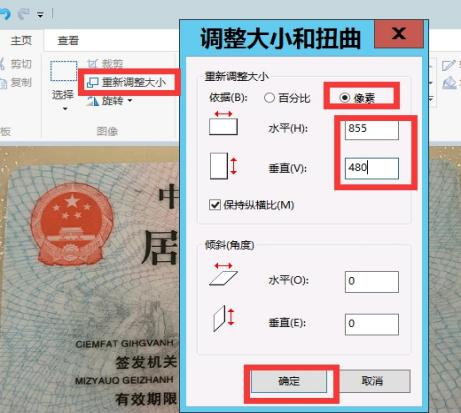 主页 查看
剪切
复制
板
选择
裁剪
重新调整大小
旋转
图像
中
居
CIEMFAT GIHGVANH
签发机关
MIZYAUQ GEIZHANH
有效期限
调整大小和扭曲
X
重新调整大小
依据(B): 百分比 像素
水平(H): 855
垂直(V): 480
保持纵横比(M)
倾斜(角度)
水平(O): 0
垂直(E): 0
确定 取消